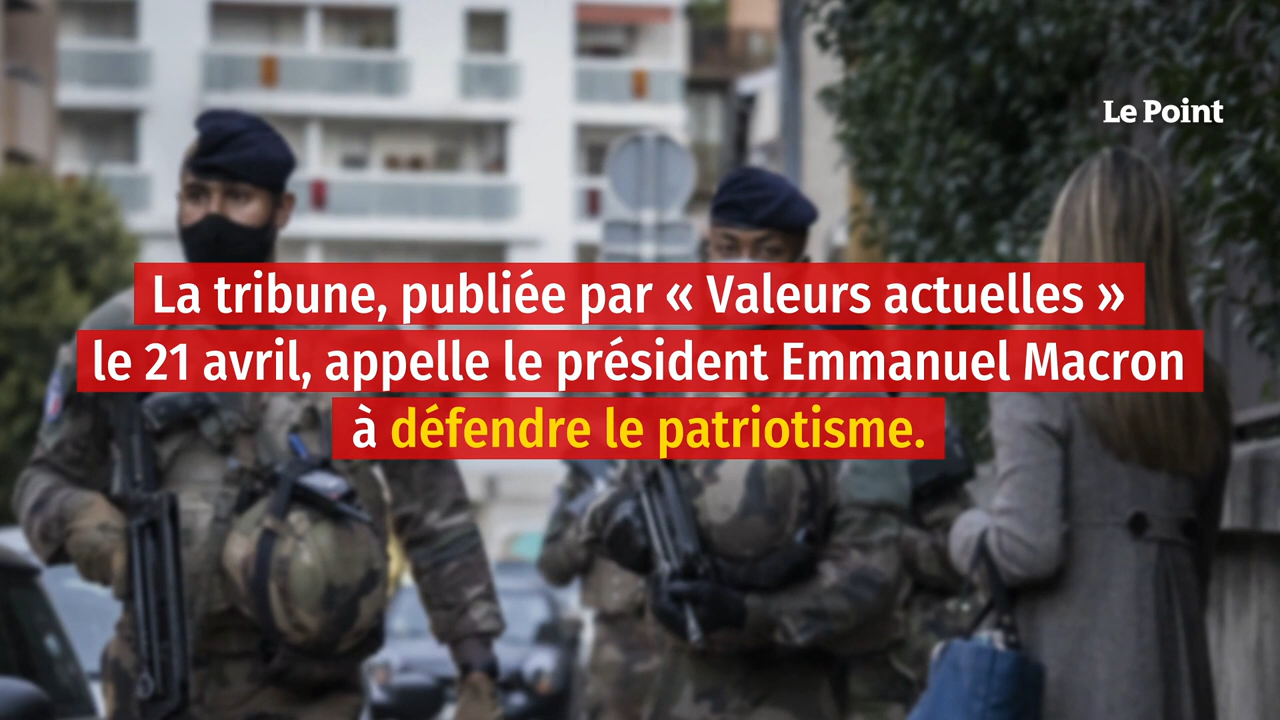 Le Point
La tribune, publiée par « Valeurs actuelles »
le 21 avril, appelle le président Emmanuel Macron
à défendre le patriotisme.